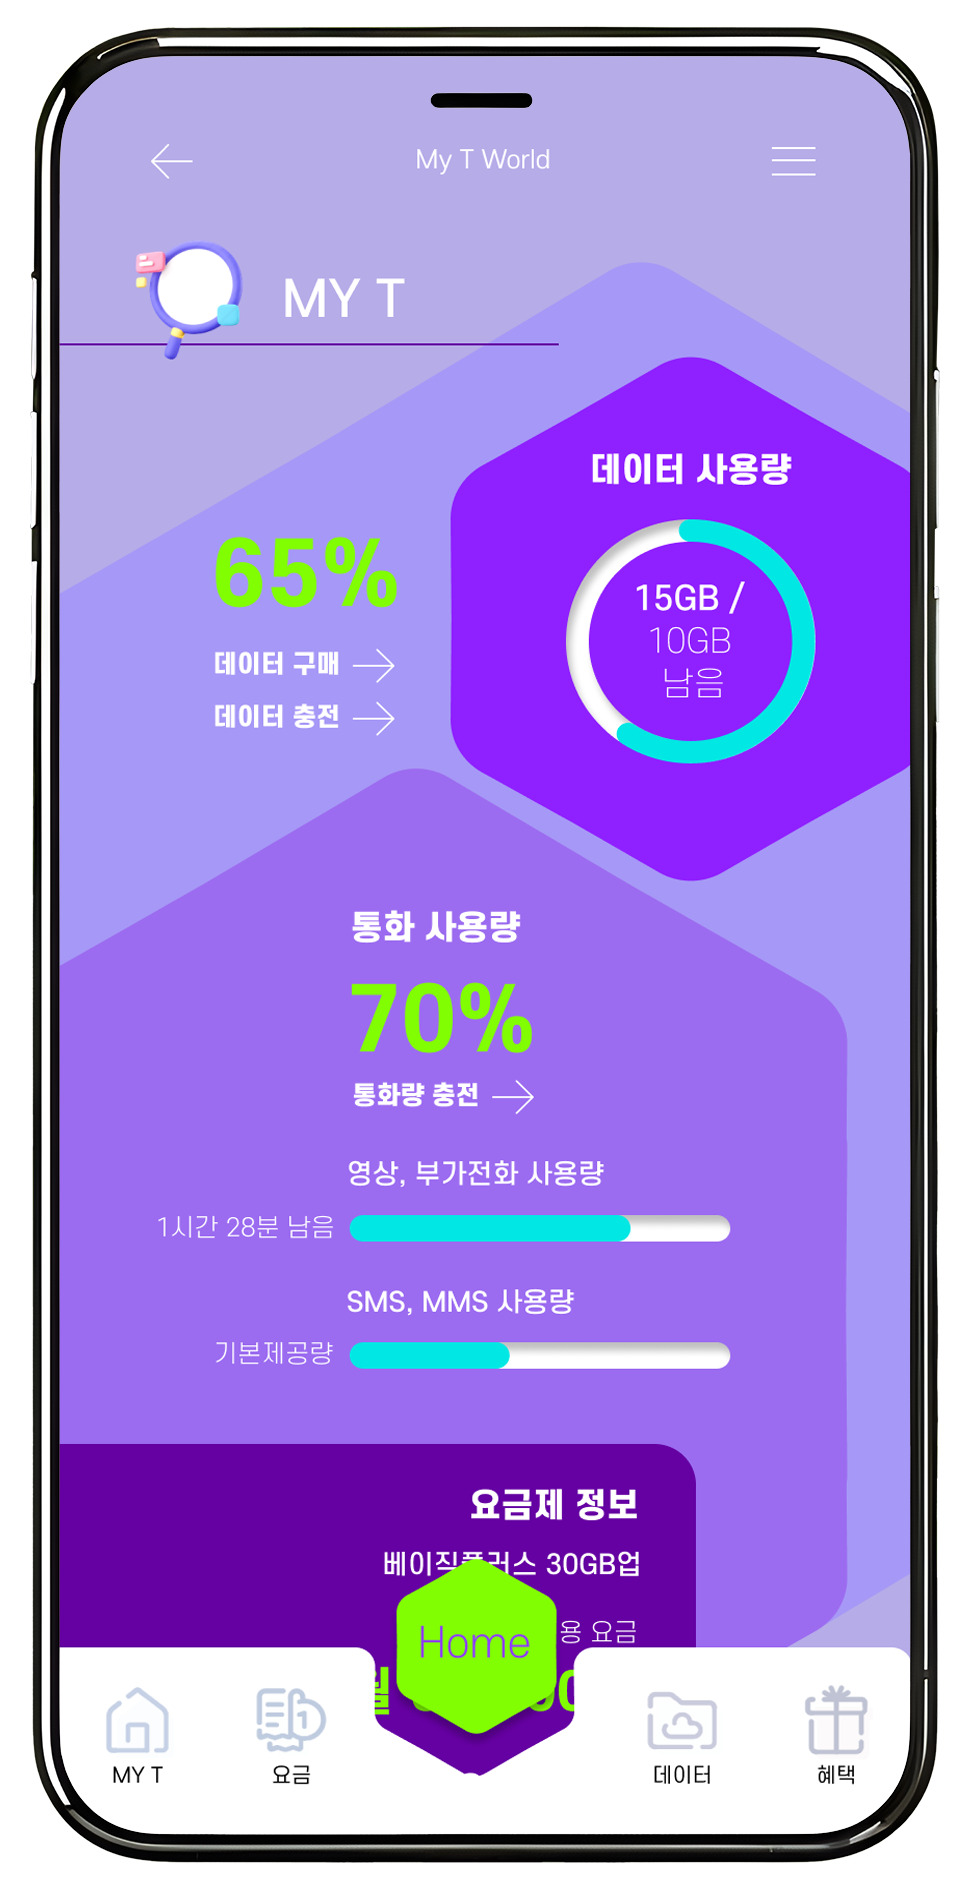 My T World
MY T
데이터 사용량
65%
15GB /
10GB
남음
데이터 구매
데이터 충전
통화 사용량
70%
통화량 충전
영상, 부가전화 사용량
1시간 28분 남음
SMS, MMS 사용량
기본제공량
요금제 정보
베이직플러스 30GB업
용 요금
월
Home
MY T
요금
1
데이터
혜택